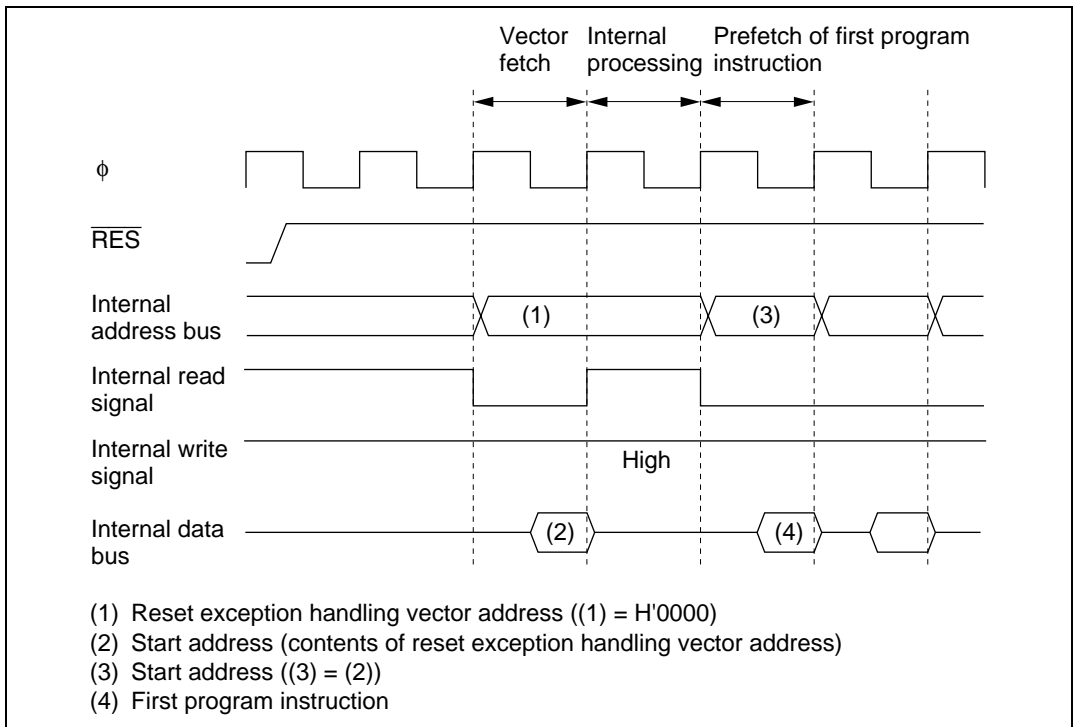 Vector fetch
Internal processing
Prefetch of first program instruction
φ
RES
Internal address bus
(1)
(3)
Internal read signal
Internal write signal
High
Internal data bus
(2)
(4)
(1) Reset exception handling vector address ((1) = H'0000)
(2) Start address (contents of reset exception handling vector address)
(3) Start address ((3) = (2))
(4) First program instruction